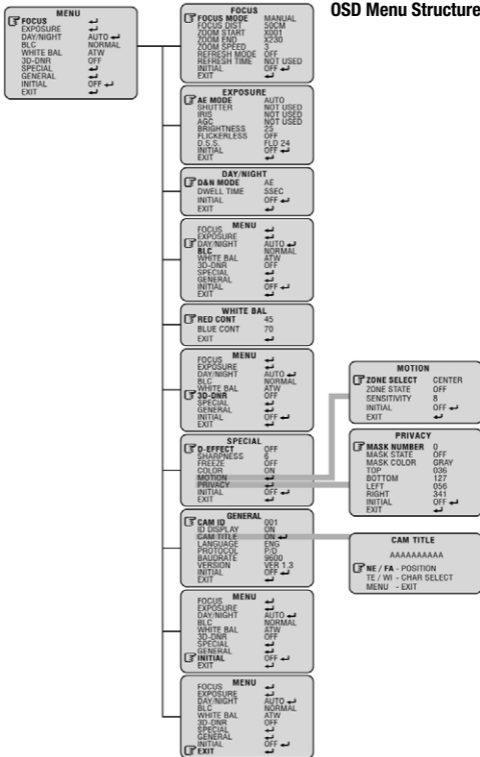 OSD Menu Structure
MENU
FOCUS ↵
EXPOSURE ↵
DAY/NIGHT AUTO ↵
BLC NORMAL
WHITE BAL ATW
3D-DNR OFF
SPECIAL ↵
GENERAL ↵
INITIAL OFF ↵
EXIT ↵
FOCUS
FOCUS MODE MANUAL
FOCUS DIST 50CM
ZOOM START X001
ZOOM END X230
ZOOM SPEED 3
REFRESH MODE OFF
REFRESH TIME NOT USED
INITIAL OFF ↵
EXIT ↵
EXPOSURE
AE MODE AUTO
SHUTTER NOT USED
IRIS NOT USED
AGC NOT USED
BRIGHTNESS 25
FLICKERLESS OFF
D.S.S. FLD 24
INITIAL OFF ↵
EXIT ↵
DAY/NIGHT
D&N MODE AE
DWELL TIME 5SEC
INITIAL OFF ↵
EXIT ↵
MENU
FOCUS ↵
EXPOSURE ↵
DAY/NIGHT AUTO ↵
BLC NORMAL
WHITE BAL ATW
3D-DNR OFF
SPECIAL ↵
GENERAL ↵
INITIAL OFF ↵
EXIT ↵
WHITE BAL
RED CONT 45
BLUE CONT 70
EXIT ↵
MENU
FOCUS ↵
EXPOSURE ↵
DAY/NIGHT AUTO ↵
BLC NORMAL
WHITE BAL ATW
3D-DNR OFF
SPECIAL ↵
GENERAL ↵
INITIAL OFF ↵
EXIT ↵
SPECIAL
D-EFFECT OFF
SHARPNESS 6
FREEZE OFF
COLOR ON
MOTION ↵
PRIVACY ↵
INITIAL OFF ↵
EXIT ↵
MOTION
ZONE SELECT CENTER
ZONE STATE OFF
SENSITIVITY 8
INITIAL OFF ↵
EXIT ↵
PRIVACY
MASK NUMBER 0
MASK STATE OFF
MASK COLOR GRAY
TOP 036
BOTTOM 127
LEFT 056
RIGHT 341
INITIAL OFF ↵
EXIT ↵
GENERAL
CAM ID 001
ID DISPLAY ON
CAM TITLE ON ↵
LANGUAGE ENG
PROTOCOL P/D
BAUDRATE 9600
VERSION VER 1.3
INITIAL OFF ↵
EXIT ↵
CAM TITLE
AAAAAAAAAA
NE / FA - POSITION
TE / WI - CHAR SELECT
MENU - EXIT
MENU
FOCUS ↵
EXPOSURE ↵
DAY/NIGHT AUTO ↵
BLC NORMAL
WHITE BAL ATW
3D-DNR OFF
SPECIAL ↵
GENERAL ↵
INITIAL OFF ↵
EXIT ↵
MENU
FOCUS ↵
EXPOSURE ↵
DAY/NIGHT AUTO ↵
BLC NORMAL
WHITE BAL ATW
3D-DNR OFF
SPECIAL ↵
GENERAL ↵
INITIAL OFF ↵
EXIT ↵